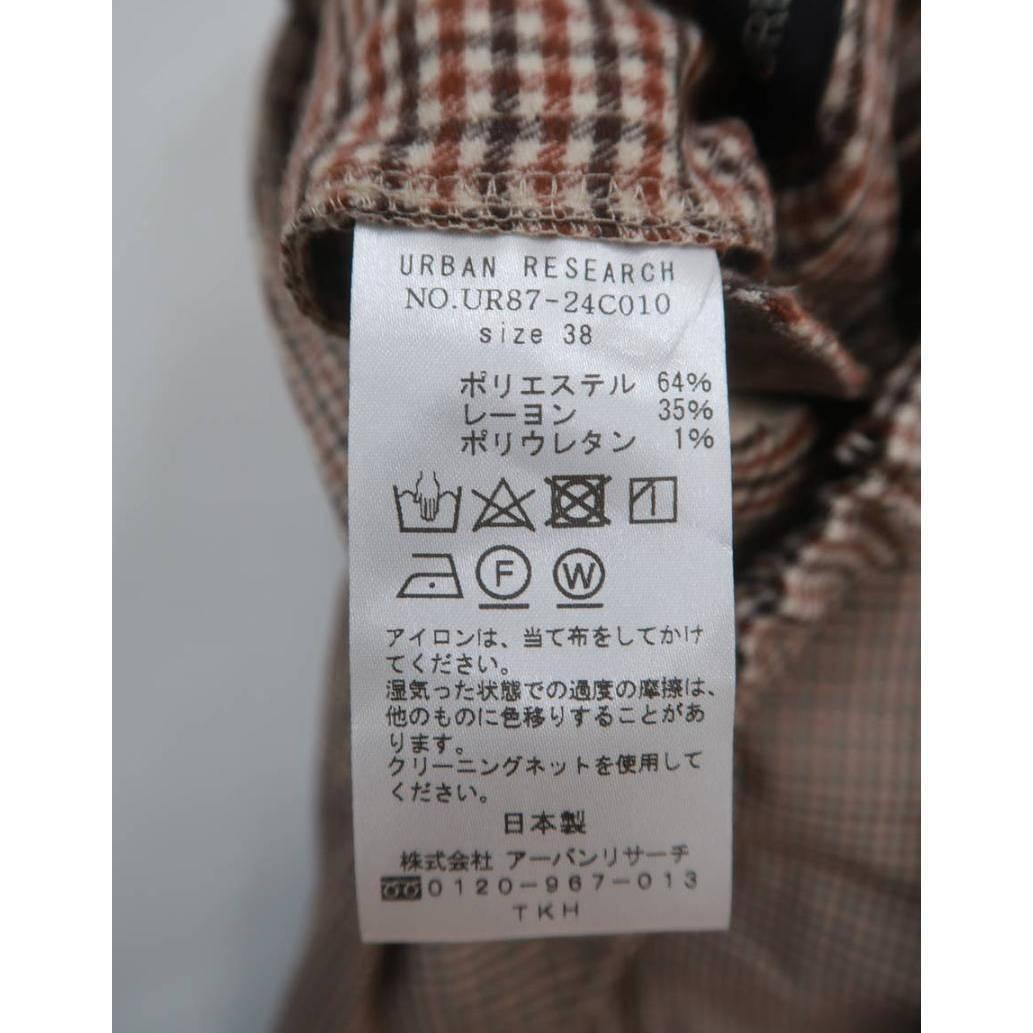 URBAN RESEARCH
NO.UR87-24C010
size 38
ポリエステル 64%
レーヨン 35%
ポリウレタン 1%
F W
アイロンは、当て布をしてかけ
てください。
湿気った状態での過度の摩擦は、
他のものに色移りすることがあ
ります。
クリーニングネットを使用して
ください。
日本製
株式会社 アーバンリサーチ
0120-967-013
TKH